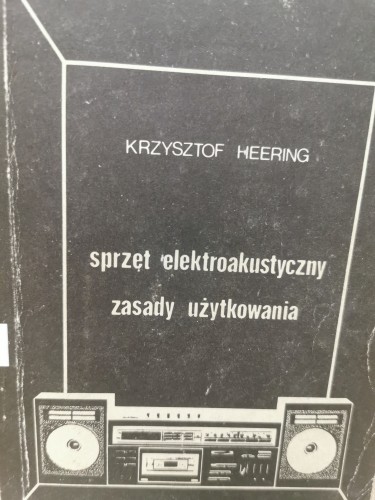 KRZYSZTOF HEERING
sprzęt elektroakustyczny
zasady użytkowania